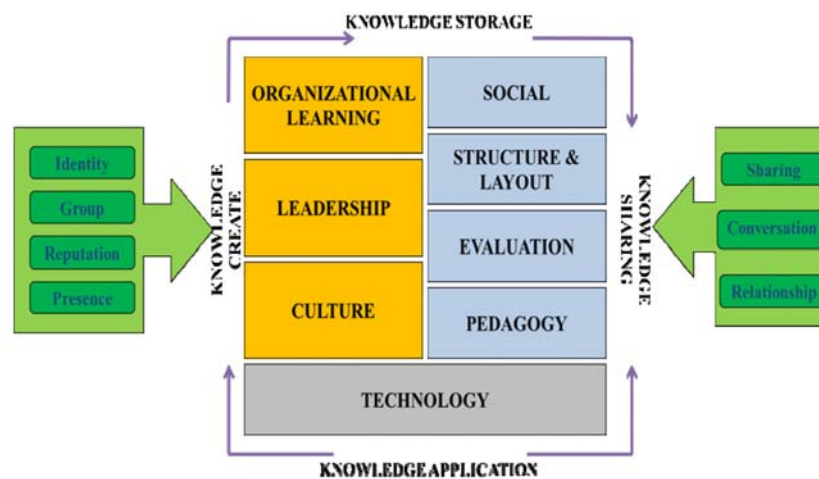 KNOWLEDGE STORAGE
Identity
Group
Reputation
Presence
KNOWLEDGE
CREATE
ORGANIZATIONAL
LEARNING
LEADERSHIP
CULTURE
SOCIAL
STRUCTURE &
LAYOUT
EVALUATION
PEDAGOGY
TECHNOLOGY
KNOWLEDGE
SHARING
Sharing
Conversation
Relationship
KNOWLEDGE APPLICATION